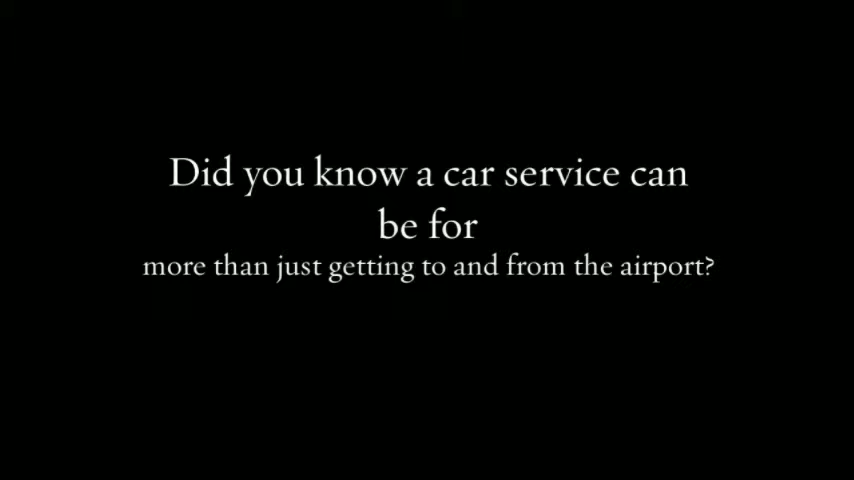 Did you know a car service can
be for
more than just getting to and from the airport?